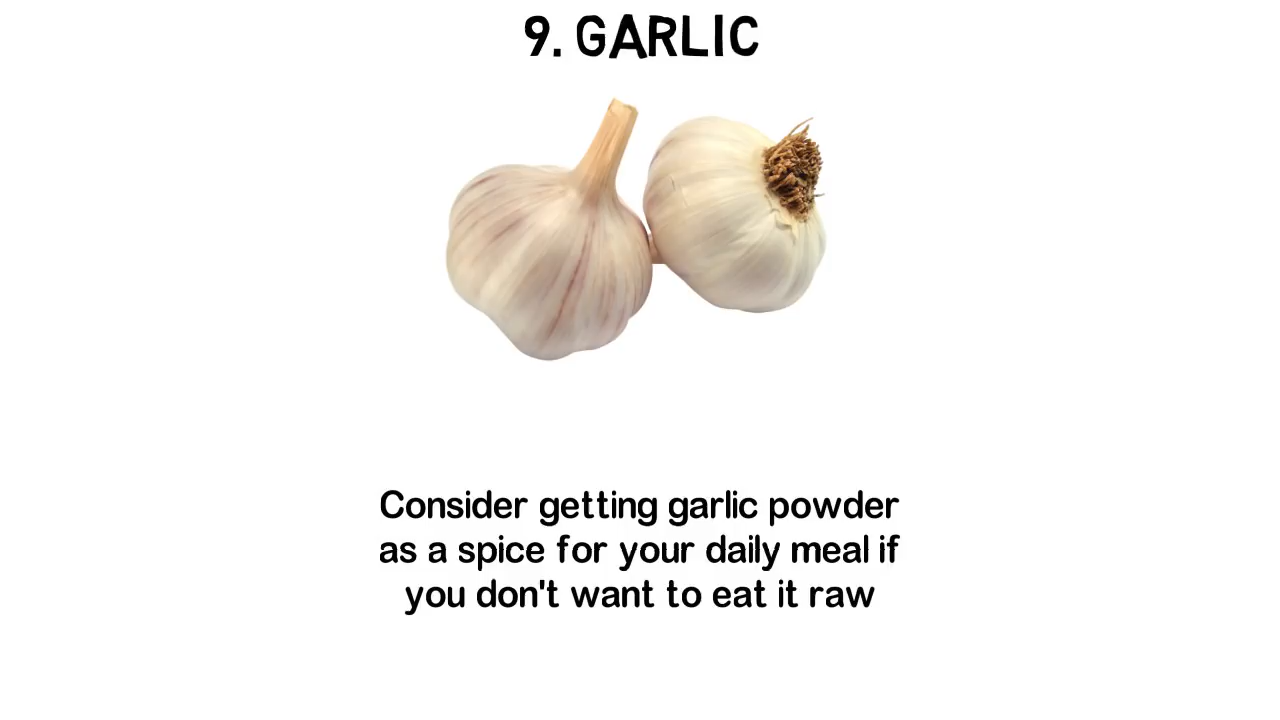 9. GARLIC
Consider getting garlic powder
as a spice for your daily meal if
you don't want to eat it raw